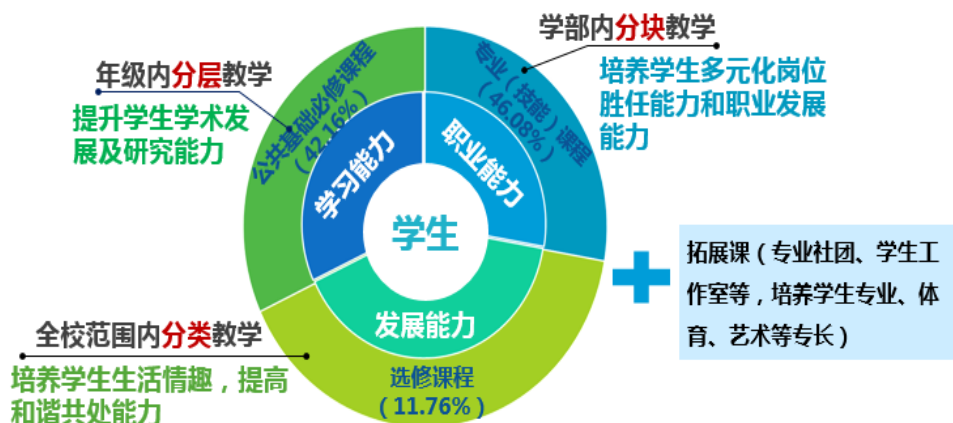 学部内分块教学
培养学生多元化岗位
胜任能力和职业发展
能力
年级内分层教学
提升学生学术发
展及研究能力
公共基础必修课程
(42.16%)
专业(技能)课程
(46.08%)
学习能力
职业能力
学生
发展能力
选修课程
(11.76%)
全校范围内分类教学
培养学生生活情趣，提高
和谐共处能力
拓展课(专业社团、学生工
作室等，培养学生专业、体
育、艺术等专长)